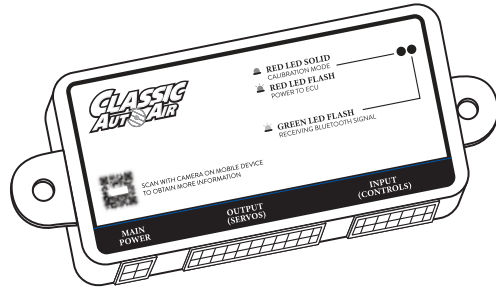 CLASSIC
AUTO AIR
RED LED SOLID
CALIBRATION MODE
RED LED FLASH
POWER TO ECU
GREEN LED FLASH
RECEIVING BLUETOOTH SIGNAL
SCAN WITH CAMERA ON MOBILE DEVICE
TO OBTAIN MORE INFORMATION
MAIN
POWER
OUTPUT
(SERVOS)
INPUT
(CONTROLS)